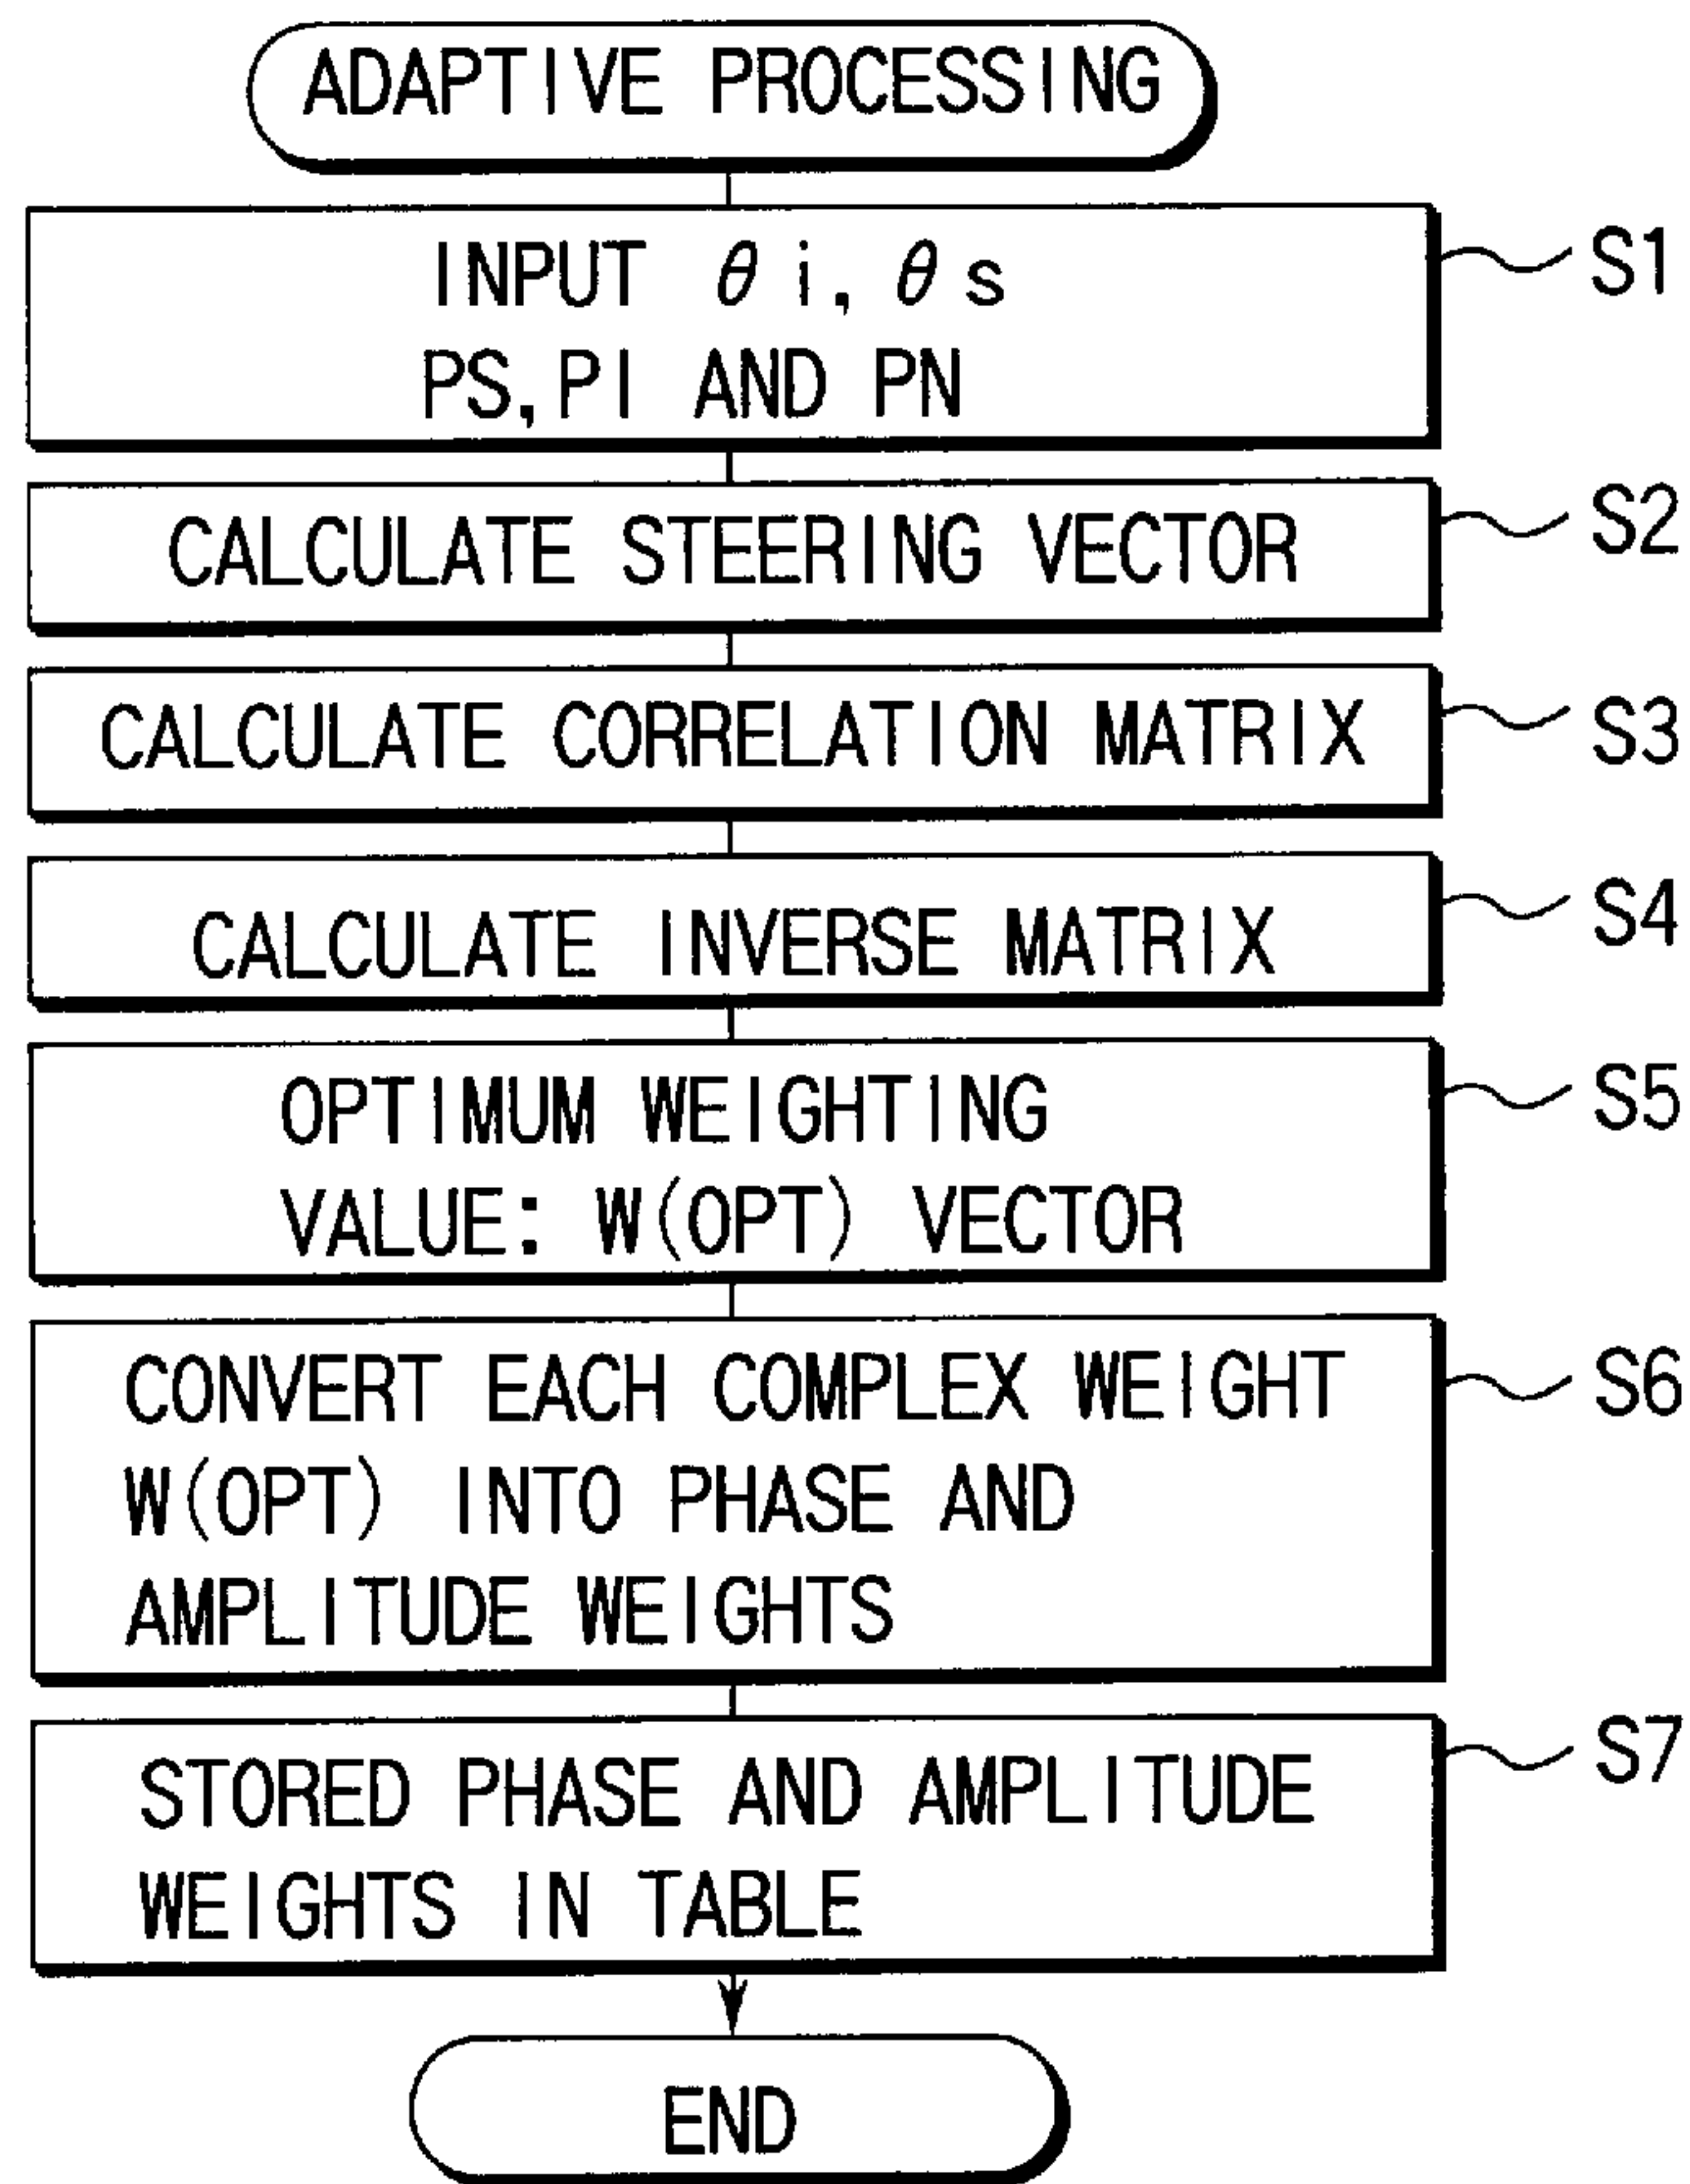 ADAPTIVE PROCESSING
INPUT θi, θs
PS, PI AND PN
S1
CALCULATE STEERING VECTOR
S2
CALCULATE CORRELATION MATRIX
S3
CALCULATE INVERSE MATRIX
S4
OPTIMUM WEIGHTING
VALUE: W(OPT) VECTOR
S5
CONVERT EACH COMPLEX WEIGHT
W(OPT) INTO PHASE AND
AMPLITUDE WEIGHTS
S6
STORED PHASE AND AMPLITUDE
WEIGHTS IN TABLE
S7
END